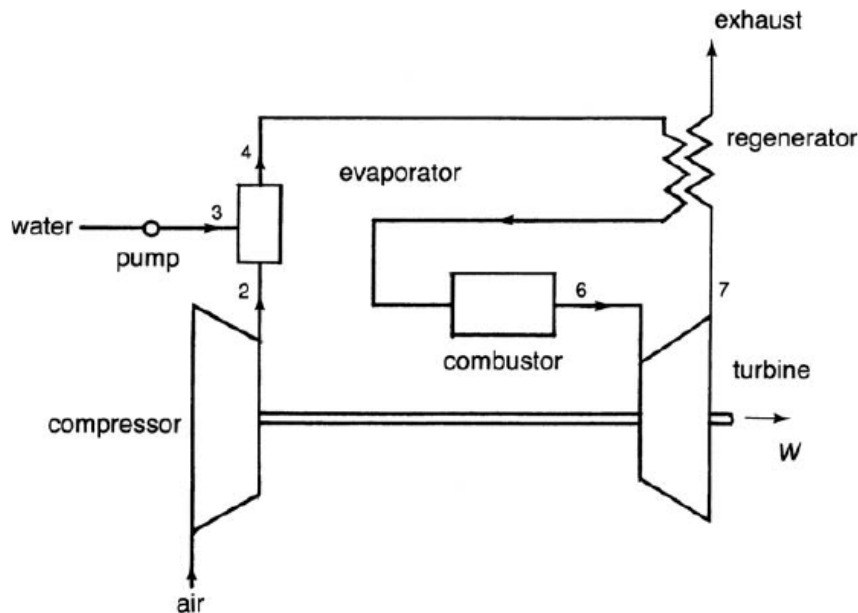 exhaust
regenerator
4
evaporator
water
3
pump
2
6
7
combustor
turbine
compressor
W
air